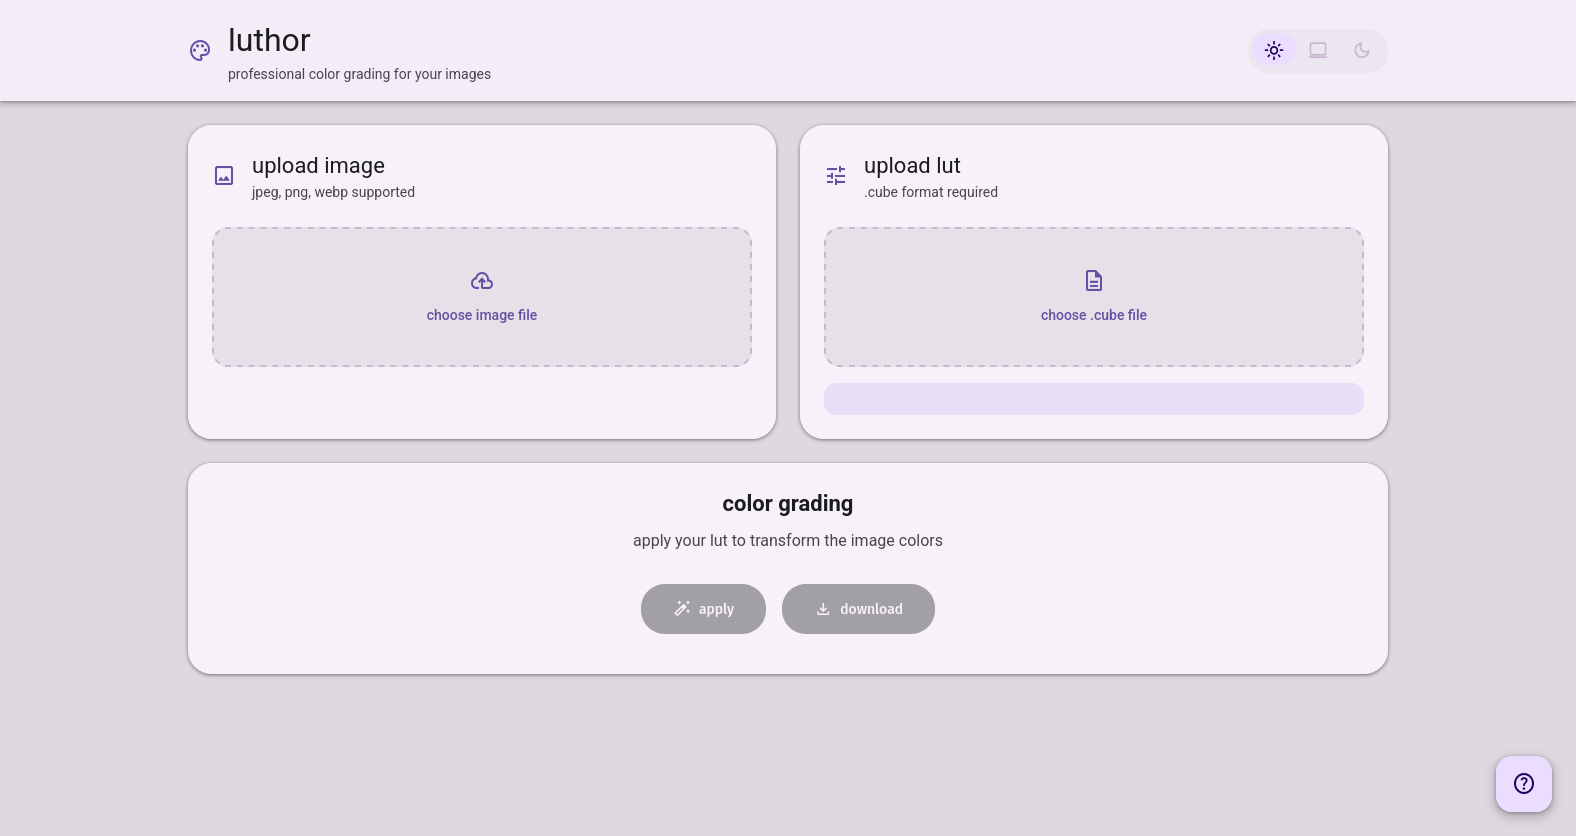 luthor
professional color grading for your images
upload image
jpeg, png, webp supported
choose image file
upload lut
.cube format required
choose .cube file
color grading
apply your lut to transform the image colors
apply
download